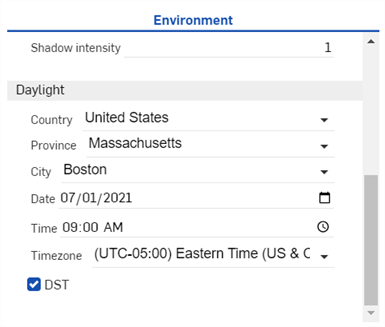 Environment
Shadow intensity 1
Daylight
Country United States
Province Massachusetts
City Boston
Date 07/01/2021
Time 09:00 AM
Timezone (UTC-05:00) Eastern Time (US & C
DST